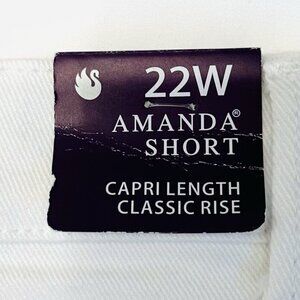 22W
AMANDA®
SHORT
CAPRI LENGTH
CLASSIC RISE